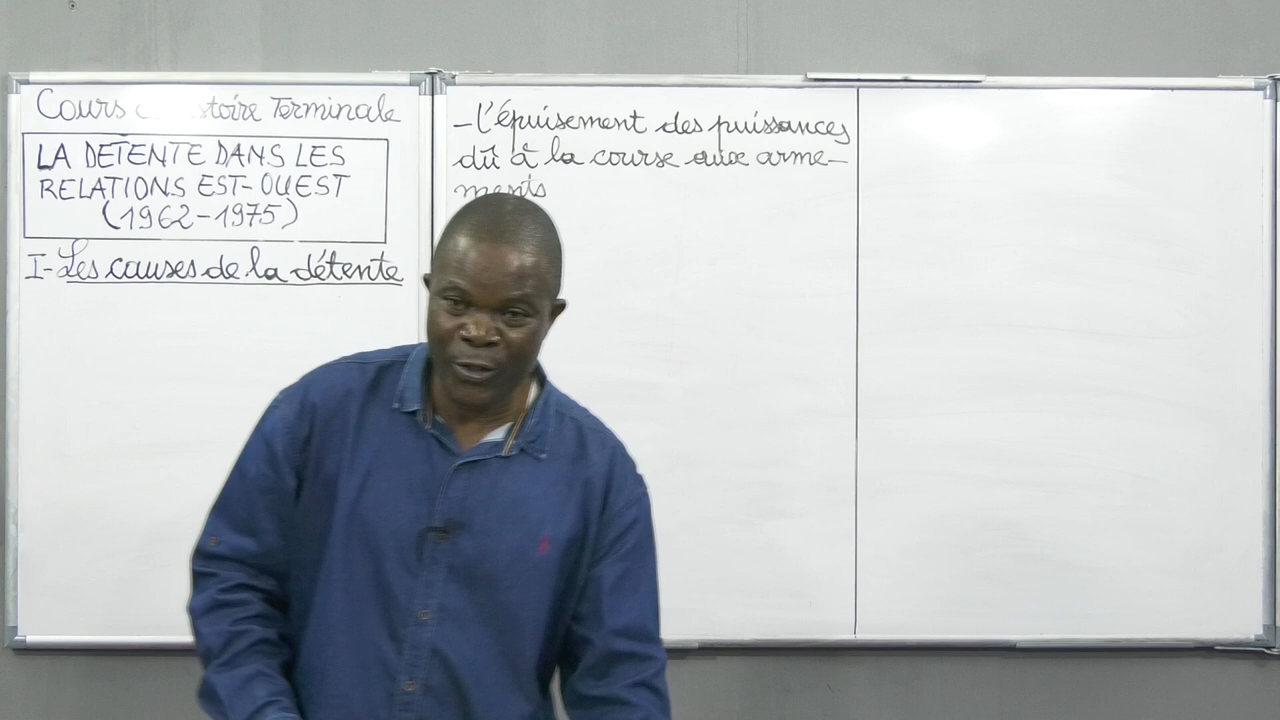 Cours stoire Terminale
LA DETENTE DANS LES
RELATIONS EST-OUEST
(1962-1975)
I- Les causes de la détente
- L'épuisement des puissances
dû à la course aux arme-
ments